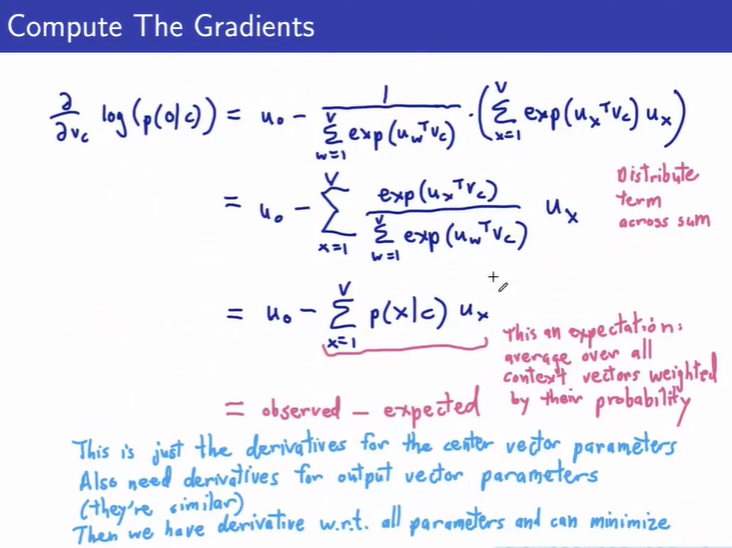 Compute The Gradients
∂/∂v_c log(p(o|c)) = u_o - 1/(Σ_{w=1}^{V} exp(u_w^T v_c)) · (Σ_{x=1}^{V} exp(u_x^T v_c) u_x)
= u_o - Σ_{x=1}^{V} exp(u_x^T v_c)/(Σ_{w=1}^{V} exp(u_w^T v_c)) u_x
Distribute
term
across sum
= u_o - Σ_{x=1}^{V} p(x|c) u_x
This an expectation:
average over all
context vectors weighted
by their probability
= observed - expected
This is just the derivatives for the center vector parameters
Also need derivatives for output vector parameters
(they're similar)
Then we have derivative w.r.t. all parameters and can minimize